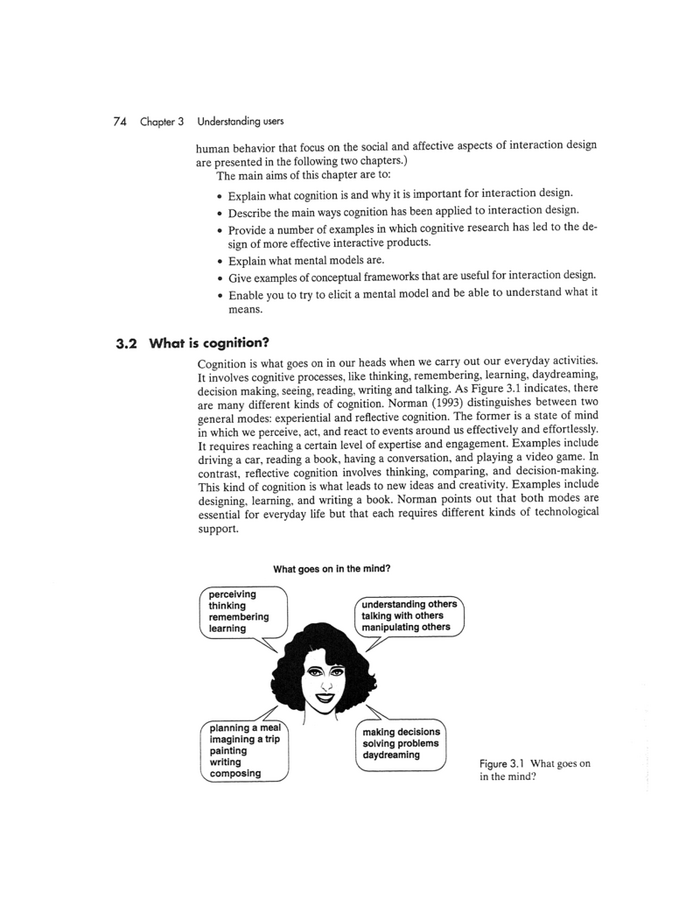 74 Chapter 3 Understanding users
human behavior that focus on the social and affective aspects of interaction design
are presented in the following two chapters.)
The main aims of this chapter are to:
• Explain what cognition is and why it is important for interaction design.
• Describe the main ways cognition has been applied to interaction design.
• Provide a number of examples in which cognitive research has led to the de-
sign of more effective interactive products.
• Explain what mental models are.
• Give examples of conceptual frameworks that are useful for interaction design.
• Enable you to try to elicit a mental model and be able to understand what it
means.
3.2 What is cognition?
Cognition is what goes on in our heads when we carry out our everyday activities.
It involves cognitive processes, like thinking, remembering, learning, daydreaming,
decision making, seeing, reading, writing and talking. As Figure 3.1 indicates, there
are many different kinds of cognition. Norman (1993) distinguishes between two
general modes: experiential and reflective cognition. The former is a state of mind
in which we perceive, act, and react to events around us effectively and effortlessly.
It requires reaching a certain level of expertise and engagement. Examples include
driving a car, reading a book, having a conversation, and playing a video game. In
contrast, reflective cognition involves thinking, comparing, and decision-making.
This kind of cognition is what leads to new ideas and creativity. Examples include
designing, learning, and writing a book. Norman points out that both modes are
essential for everyday life but that each requires different kinds of technological
support.
What goes on in the mind?
perceiving
thinking
remembering
learning
understanding others
talking with others
manipulating others
planning a meal
imagining a trip
painting
writing
composing
making decisions
solving problems
daydreaming
Figure 3.1 What goes on
in the mind?